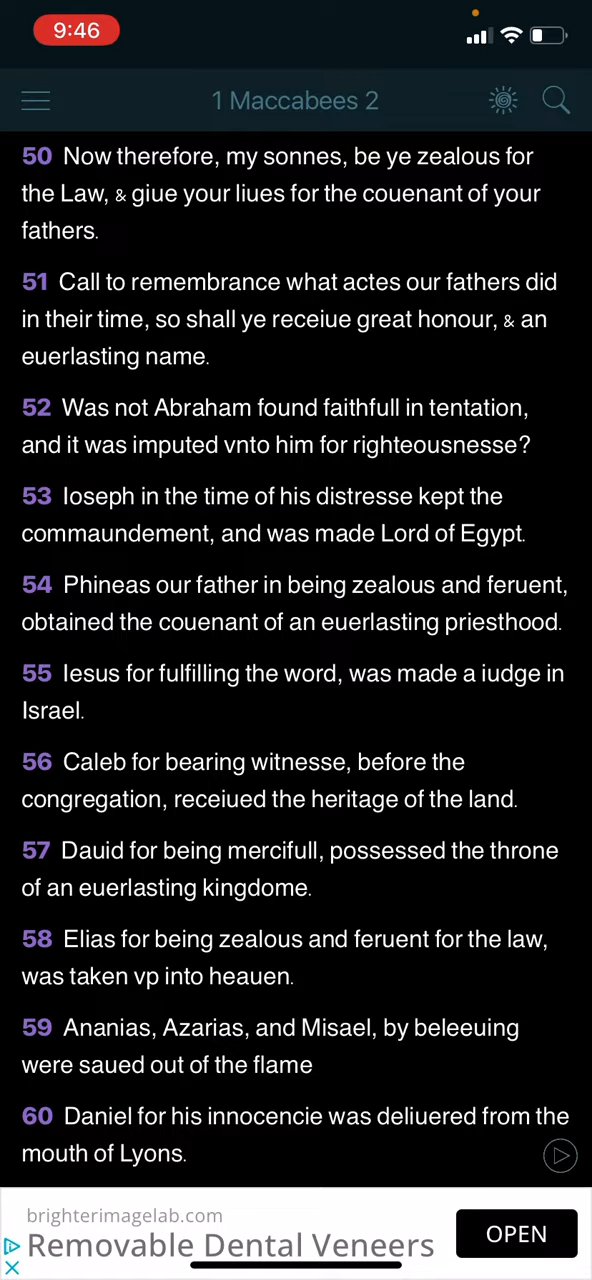 9:46
1 Maccabees 2
50 Now therefore, my sonnes, be ye zealous for
the Law, & giue your liues for the couenant of your
fathers.
51 Call to remembrance what actes our fathers did
in their time, so shall ye receiue great honour, & an
euerlasting name.
52 Was not Abraham found faithfull in tentation,
and it was imputed vnto him for righteousnesse?
53 Ioseph in the time of his distresse kept the
commaundement, and was made Lord of Egypt.
54 Phineas our father in being zealous and feruent,
obtained the couenant of an euerlasting priesthood.
55 Iesus for fulfilling the word, was made a iudge in
Israel.
56 Caleb for bearing witnesse, before the
congregation, receiued the heritage of the land.
57 Dauid for being mercifull, possessed the throne
of an euerlasting kingdome.
58 Elias for being zealous and feruent for the law,
was taken vp into heauen.
59 Ananias, Azarias, and Misael, by beleeuing
were saued out of the flame
60 Daniel for his innocencie was deliuered from the
mouth of Lyons.
brighterimagelab.com
Removable Dental Veneers
OPEN